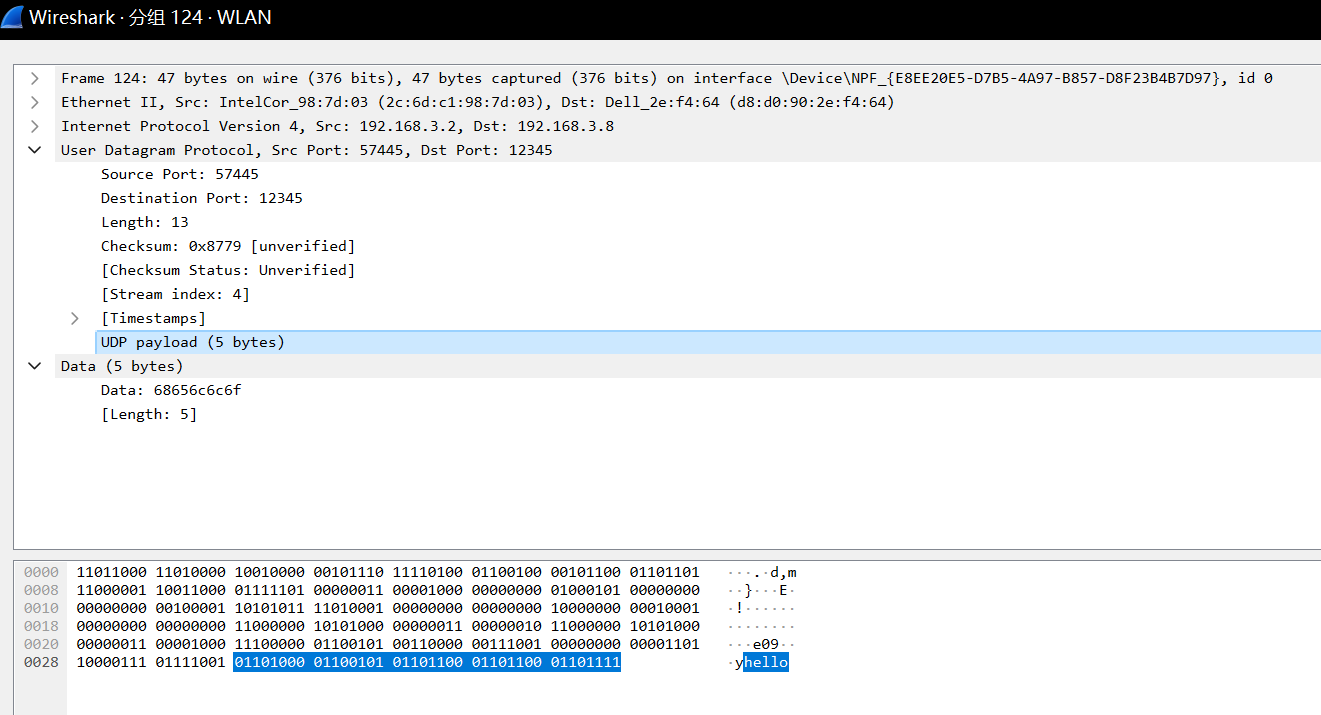 Wireshark · 分组 124 · WLAN
Frame 124: 47 bytes on wire (376 bits), 47 bytes captured (376 bits) on interface \Device\NPF_{E8EE20E5-D7B5-4A97-B857-D8F23B4B7D97}, id 0
Ethernet II, Src: IntelCor_98:7d:03 (2c:6d:c1:98:7d:03), Dst: Dell_2e:f4:64 (d8:d0:90:2e:f4:64)
Internet Protocol Version 4, Src: 192.168.3.2, Dst: 192.168.3.8
User Datagram Protocol, Src Port: 57445, Dst Port: 12345
Source Port: 57445
Destination Port: 12345
Length: 13
Checksum: 0x8779 [unverified]
[Checksum Status: Unverified]
[Stream index: 4]
[Timestamps]
UDP payload (5 bytes)
Data (5 bytes)
Data: 68656c6c6f
[Length: 5]
0000 11011000 11010000 10010000 00101110 11110100 01100100 00101100 01101101 ···.·d,m
0008 11000001 10011000 01111101 00000011 00001000 00000000 01000101 00000000 ··}···E·
0010 00000000 00100001 10101011 11010001 00000000 00000000 10000000 00010001 ·!······
0018 00000000 00000000 11000000 10101000 00000011 00000010 11000000 10101000 ········
0020 00000011 00001000 11100000 01100101 00110000 00111001 00000000 00001101 ···e09··
0028 10000111 01111001 01101000 01100101 01101100 01101100 01101111 ·yhello